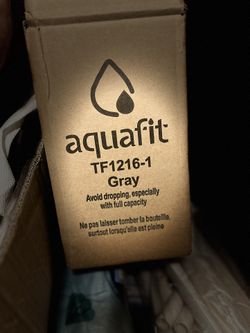 aquafit
TF1216-1
Gray
Avoid dropping, especially
with full capacity
Ne pas laisser tomber la bouteille,
surtout lorsqu'elle est pleine